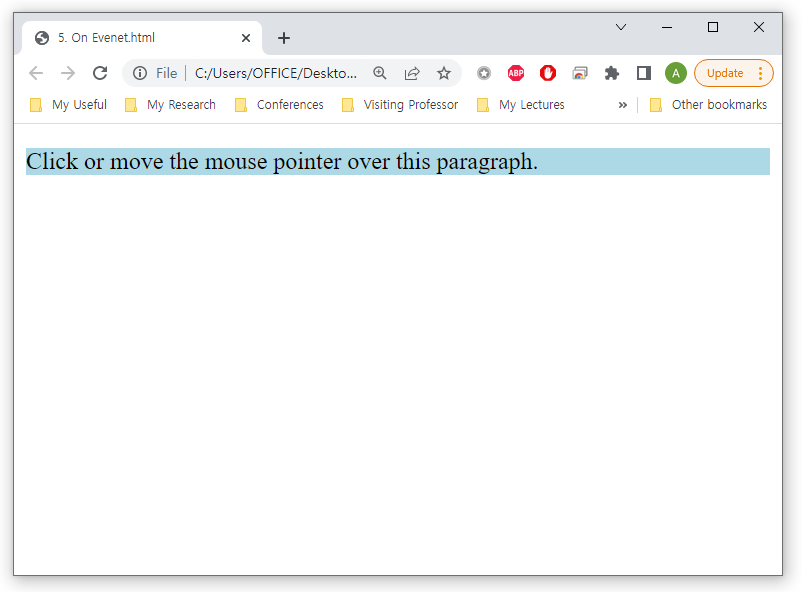 5. On Evenet.html
File | C:/Users/OFFICE/Deskto...
ABP
A
Update
My Useful
My Research
Conferences
Visiting Professor
My Lectures
»
Other bookmarks
Click or move the mouse pointer over this paragraph.